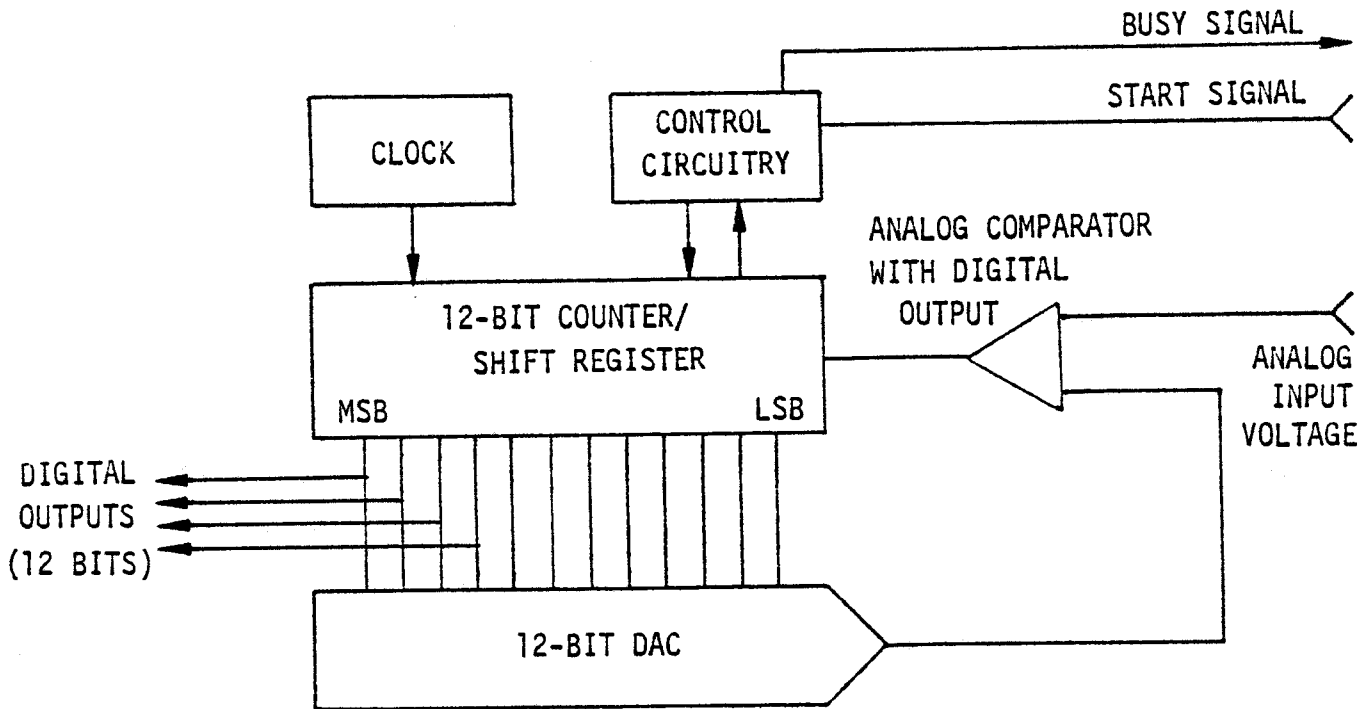 BUSY SIGNAL
START SIGNAL
CLOCK
CONTROL
CIRCUITRY
ANALOG COMPARATOR
WITH DIGITAL
OUTPUT
12-BIT COUNTER/
SHIFT REGISTER
MSB
LSB
ANALOG
INPUT
VOLTAGE
DIGITAL
OUTPUTS
(12 BITS)
12-BIT DAC